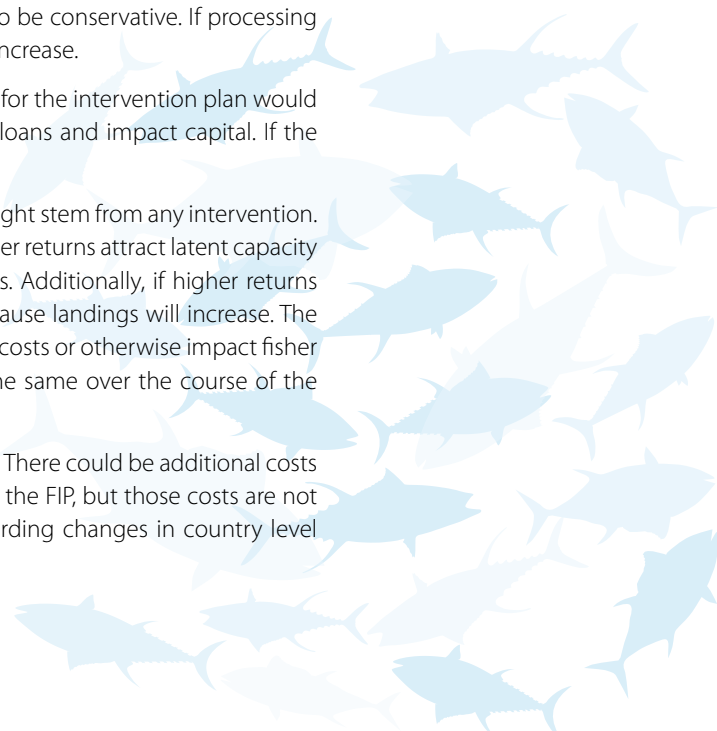 o be conservative. If processing
ncrease.
for the intervention plan would
loans and impact capital. If the
ght stem from any intervention.
er returns attract latent capacity
s. Additionally, if higher returns
ause landings will increase. The
costs or otherwise impact fisher
ne same over the course of the
There could be additional costs
the FIP, but those costs are not
rding changes in country level